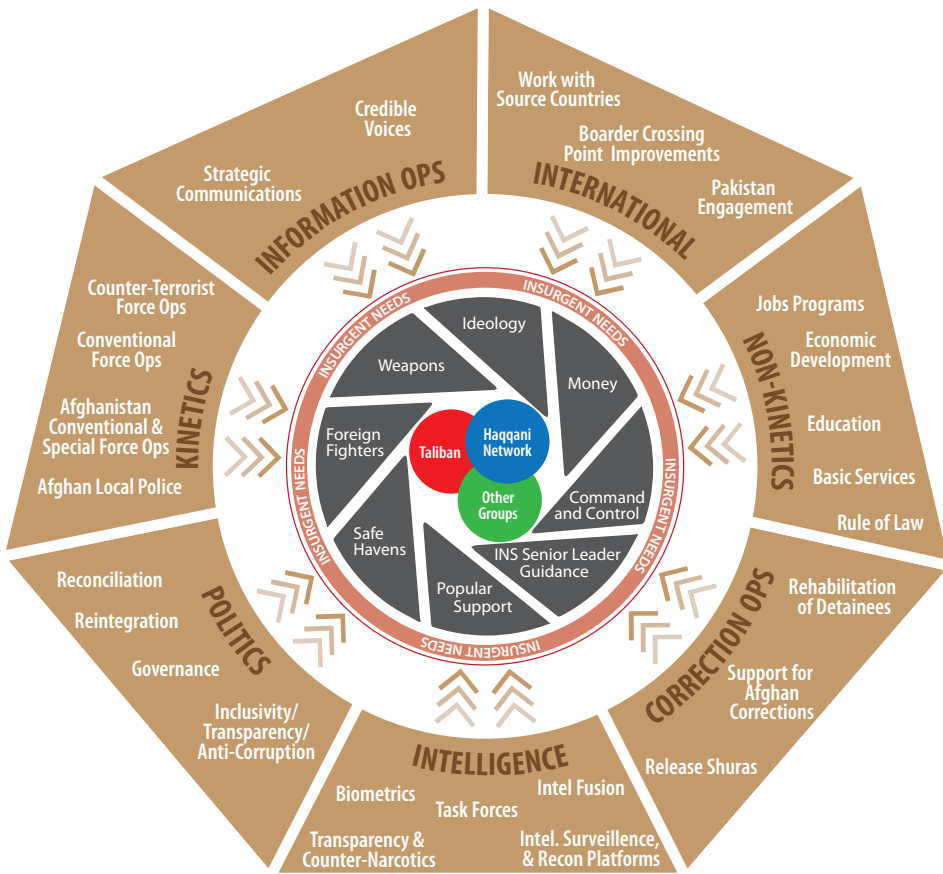 INFORMATION OPS
Credible
Voices
Strategic
Communications
INTERNATIONAL
Work with
Source Countries
Boarder Crossing
Point Improvements
Pakistan
Engagement
NON-KINETICS
Jobs Programs
Economic
Development
Education
Basic Services
Rule of Law
CORRECTION OPS
Rehabilitation
of Detainees
Support for
Afghan
Corrections
Release Shuras
INTELLIGENCE
Biometrics
Task Forces
Intel Fusion
Transparency &
Counter-Narcotics
Intel. Surveillence,
& Recon Platforms
POLITICS
Reconciliation
Reintegration
Governance
Inclusivity/
Transparency/
Anti-Corruption
KINETICS
Counter-Terrorist
Force Ops
Conventional
Force Ops
Afghanistan
Conventional &
Special Force Ops
Afghan Local Police
INSURGENT NEEDS
INSURGENT NEEDS
INSURGENT NEEDS
INSURGENT NEEDS
INSURGENT NEEDS
Ideology
Money
Command
and Control
INS Senior Leader
Guidance
Popular
Support
Safe
Havens
Foreign
Fighters
Weapons
Taliban
Haqqani
Network
Other
Groups